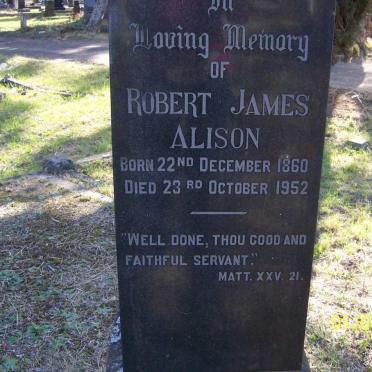 In
Loving Memory
OF
ROBERT JAMES
ALISON
BORN 22ND DECEMBER 1860
DIED 23RD OCTOBER 1952
"WELL DONE, THOU GOOD AND
FAITHFUL SERVANT."
MATT. XXV. 21.